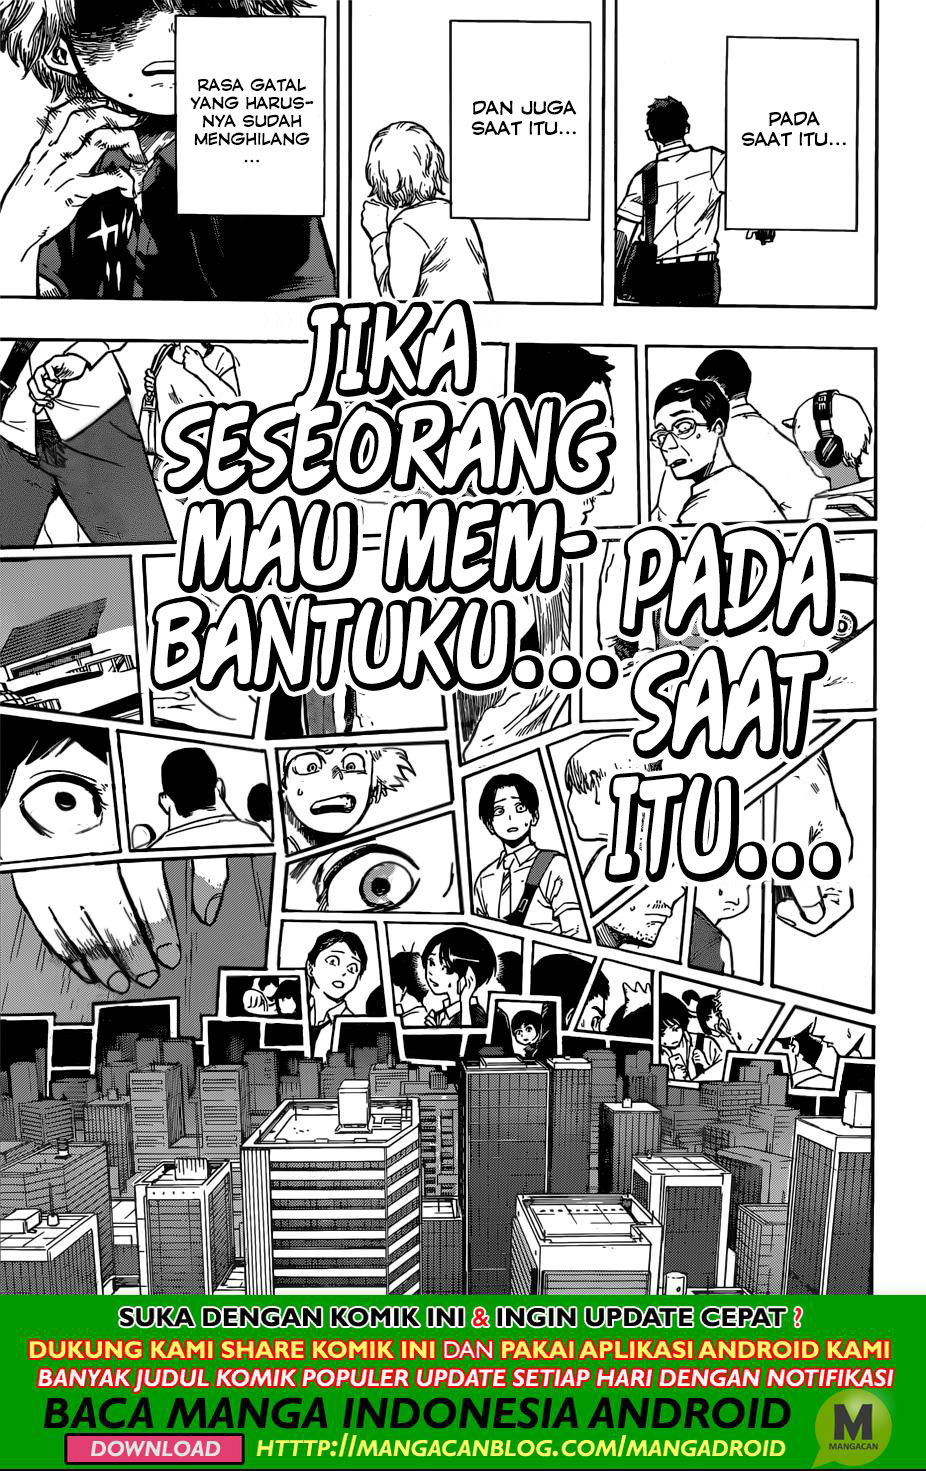 PADA
SAAT ITU...
DAN JUGA
SAAT ITU...
RASA GATAL
YANG HARUS-
NYA SUDAH
MENGHILANG
...
PADA
SAAT
ITU...
JIKA
SESEORANG
MAU MEM-
BANTUKU...
SUKA DENGAN KOMIK INI & INGIN UPDATE CEPAT ?
DUKUNG KAMI SHARE KOMIK INI DAN PAKAI APLIKASI ANDROID KAMI
BANYAK JUDUL KOMIK POPULER UPDATE SETIAP HARI DENGAN NOTIFIKASI
BACA MANGA INDONESIA ANDROID
DOWNLOAD HTTTP://MANGACANBLOG.COM/MANGADROID
M
MANGACAN